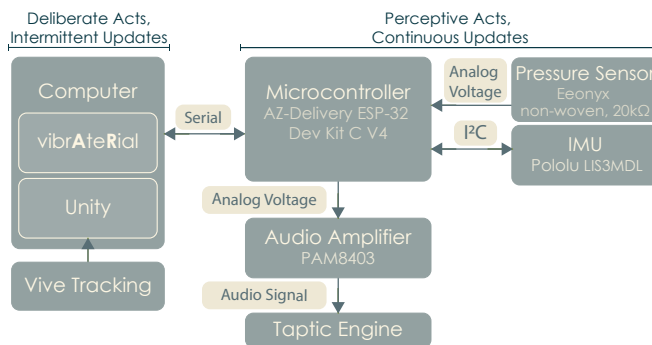 Deliberate Acts,
Intermittent Updates
Perceptive Acts,
Continuous Updates
Computer
vibrAteRial
Unity
Vive Tracking
Serial
Microcontroller
AZ-Delivery ESP-32
Dev Kit C V4
Analog
Voltage
I²C
Pressure Sensor
Eeonyx
non-woven, 20kΩ
IMU
Pololu LIS3MDL
Analog Voltage
Audio Amplifier
PAM8403
Audio Signal
Taptic Engine